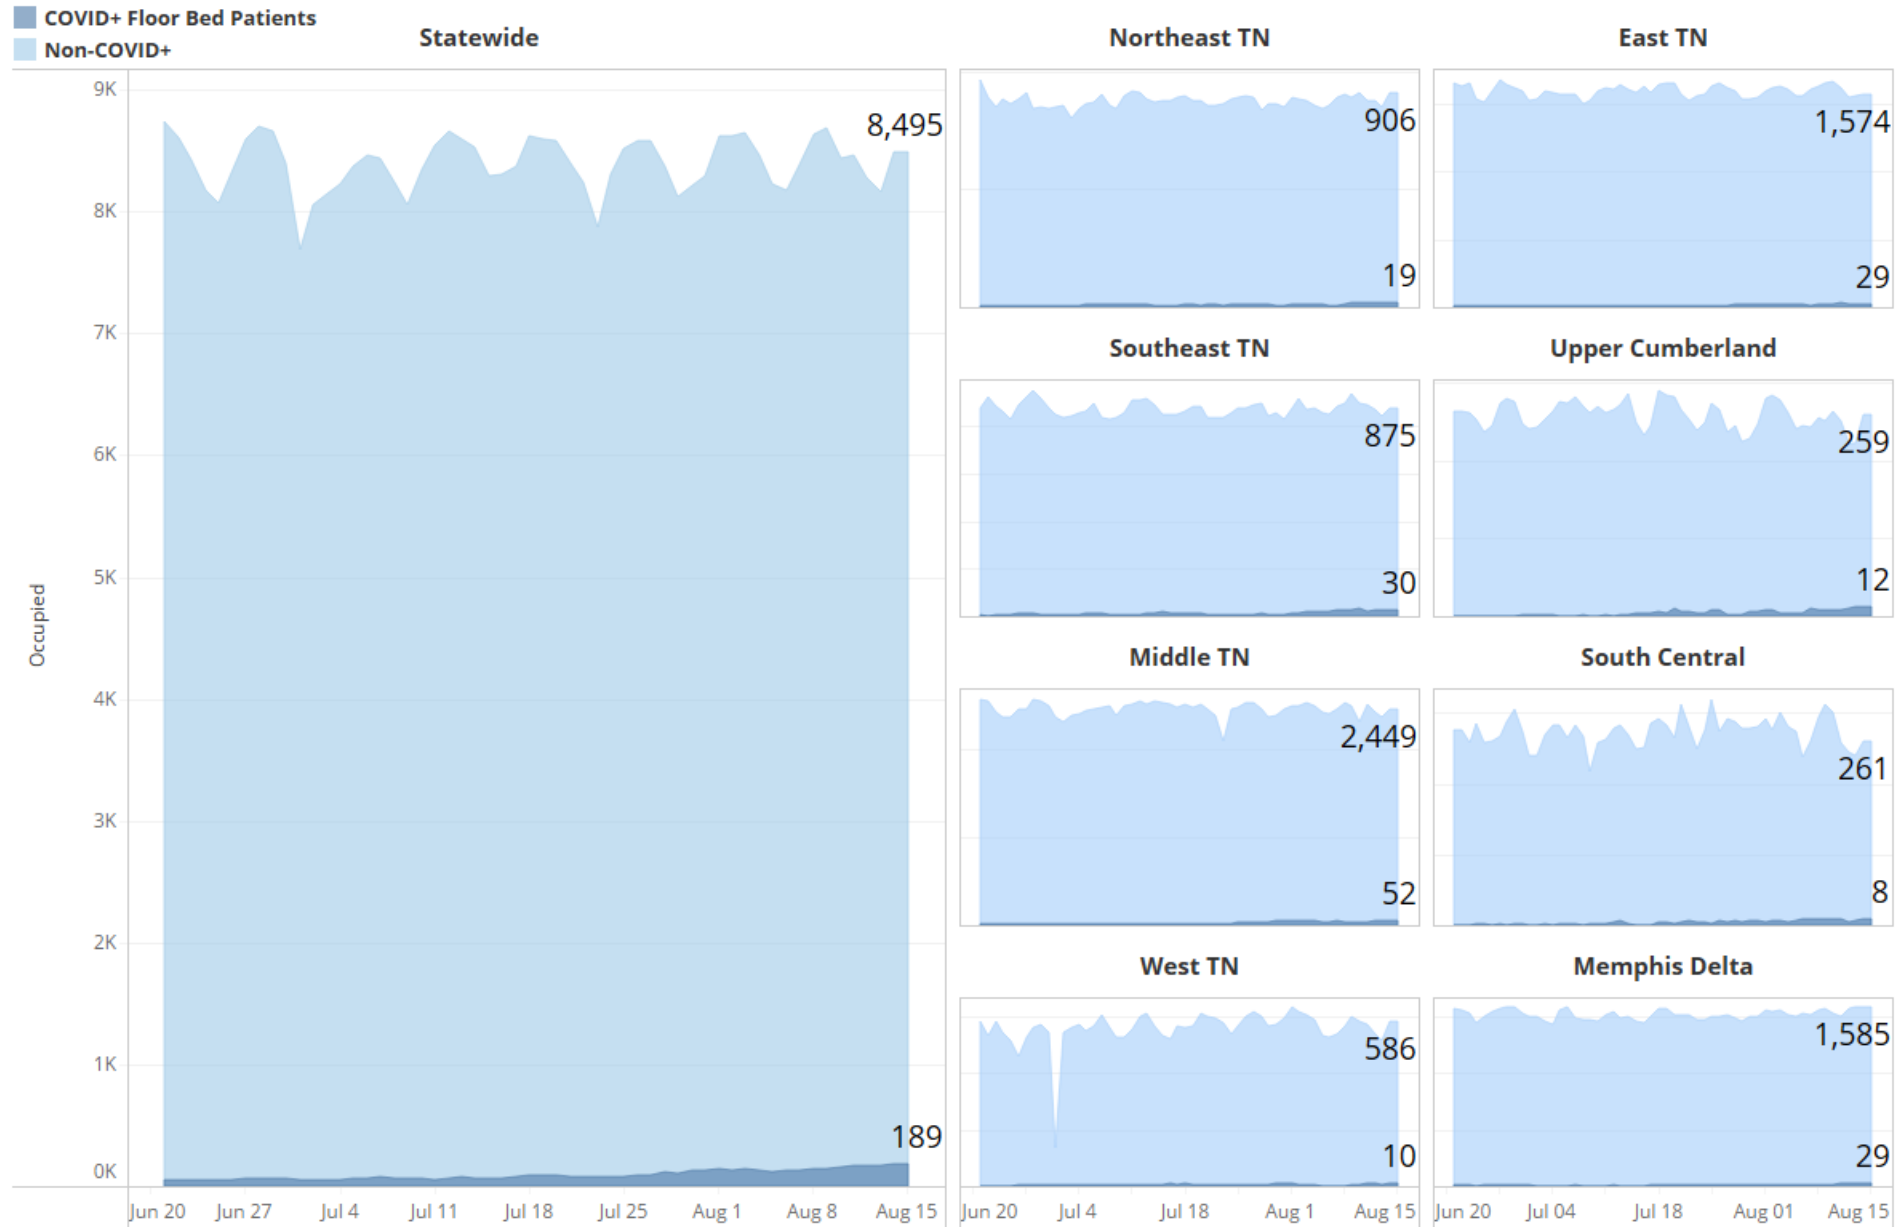 COVID+ Floor Bed Patients
Non-COVID+
Statewide
9K
8K
7K
6K
5K
4K
3K
2K
1K
0K
Occupied
8,495
189
Jun 20 Jun 27 Jul 4 Jul 11 Jul 18 Jul 25 Aug 1 Aug 8 Aug 15
Northeast TN
906
19
East TN
1,574
29
Southeast TN
875
30
Upper Cumberland
259
12
Middle TN
2,449
52
South Central
261
8
West TN
586
10
Jun 20 Jul 4 Jul 18 Aug 1 Aug 15
Memphis Delta
1,585
29
Jun 20 Jul 04 Jul 18 Aug 01 Aug 15